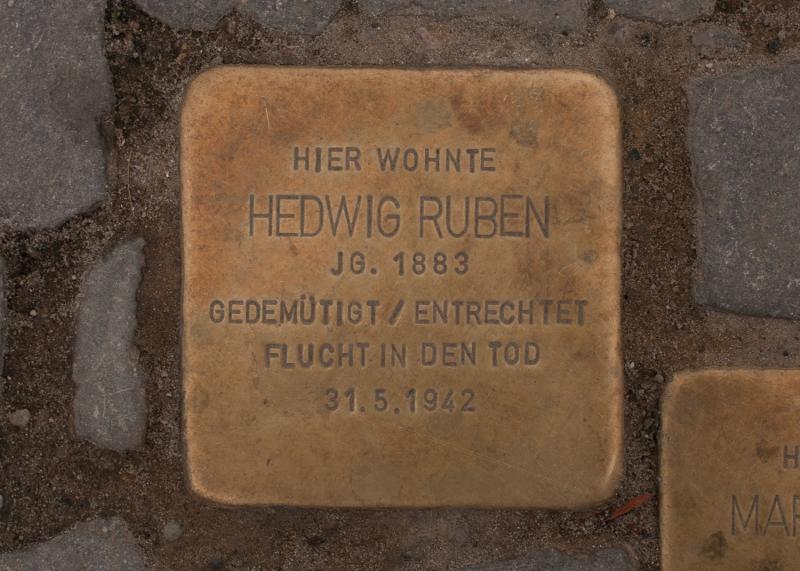 HIER WOHNTE
HEDWIG RUBEN
JG. 1883
GEDEMÜTIGT / ENTRECHTET
FLUCHT IN DEN TOD
31.5.1942